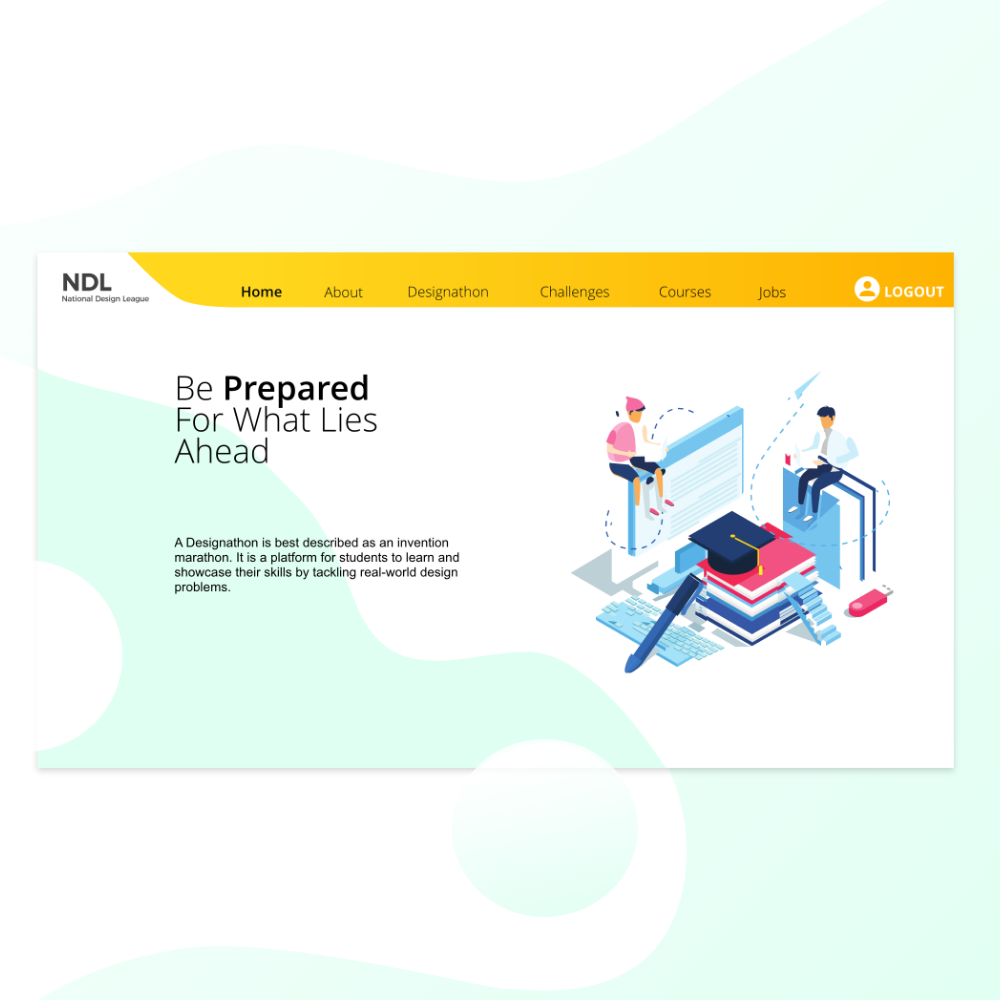 NDL
National Design League
Home
About
Designathon
Challenges
Courses
Jobs
LOGOUT
Be Prepared
For What Lies
Ahead
A Designathon is best described as an invention
marathon. It is a platform for students to learn and
showcase their skills by tackling real-world design
problems.